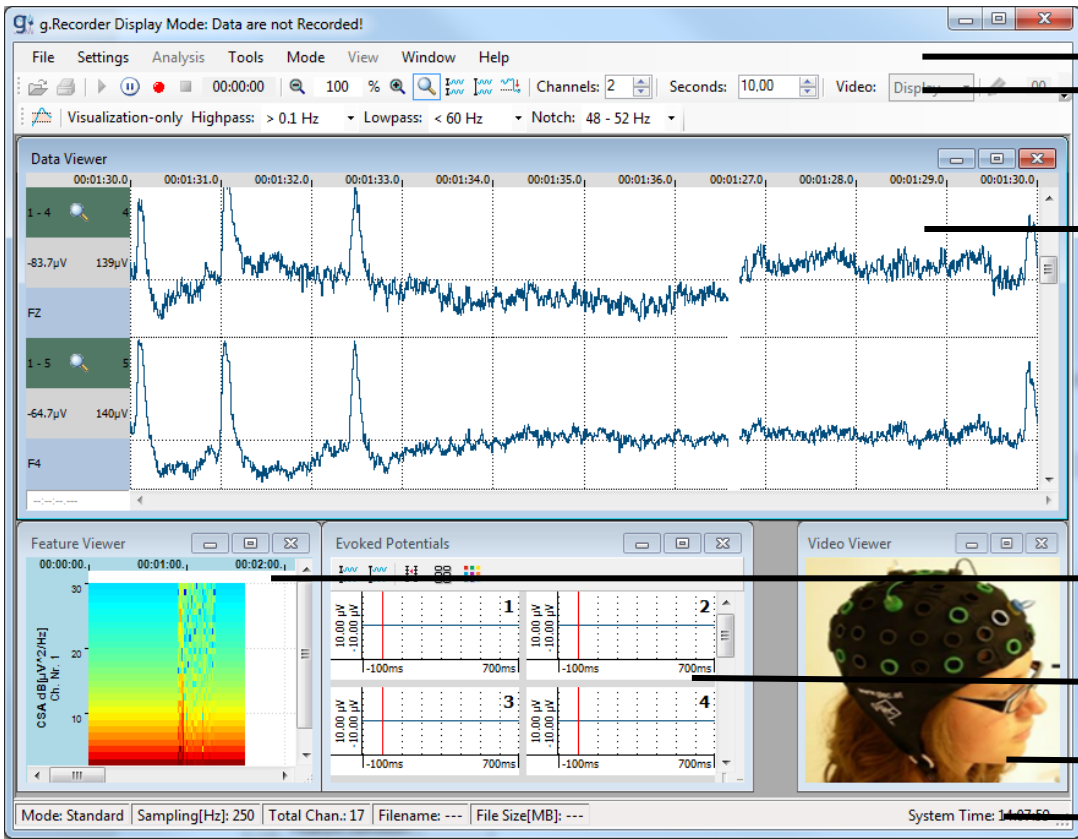 g.Recorder Display Mode: Data are not Recorded!
File Settings Analysis Tools Mode View Window Help
00:00:00 100 % Channels: 2 Seconds: 10,00 Video: Display 00
Visualization-only Highpass: > 0.1 Hz Lowpass: < 60 Hz Notch: 48 - 52 Hz
Data Viewer
00:01:30.0 00:01:31.0 00:01:32.0 00:01:33.0 00:01:34.0 00:01:35.0 00:01:36.0 00:01:27.0 00:01:28.0 00:01:29.0 00:01:30.0
1 - 4 4
-83.7µV 139µV
FZ
1 - 5 5
-64.7µV 140µV
F4
--:--:--.---
Feature Viewer
00:00:00. 00:01:00. 00:02:00.
30
20
10
CSA dB[µV^2/Hz]
Ch. Nr. 1
Evoked Potentials
10.00 µV
-10.00 µV
1
-100ms 700ms
10.00 µV
-10.00 µV
2
-100ms 700ms
10.00 µV
-10.00 µV
3
-100ms 700ms
10.00 µV
-10.00 µV
4
-100ms 700ms
Video Viewer
Mode: Standard Sampling[Hz]: 250 Total Chan.: 17 Filename: --- File Size[MB]: --- System Time: